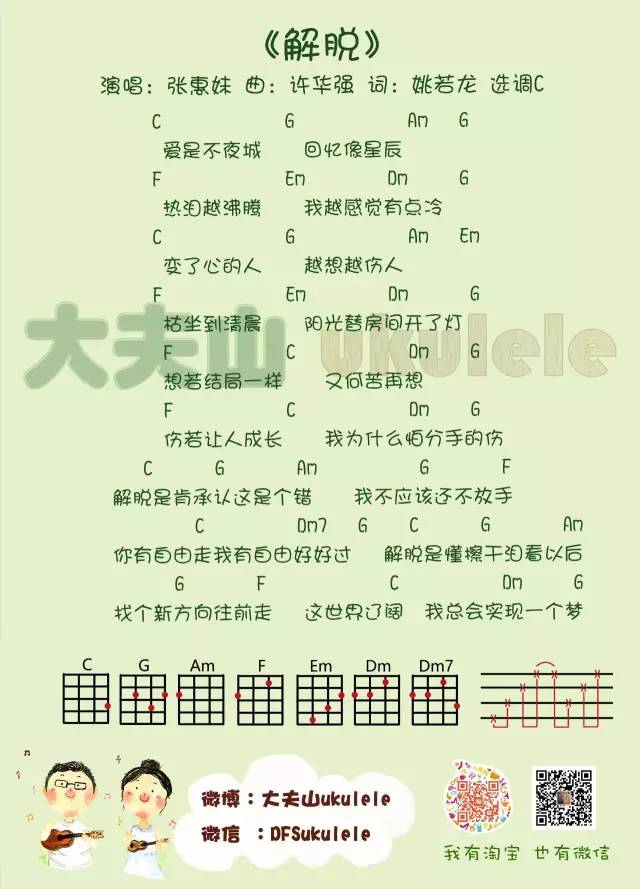 《解脱》
演唱：张惠妹 曲：许华强 词：姚若龙 选调C
C G Am G
爱是不夜城 回忆像星辰
F Em Dm G
热泪越沸腾 我越感觉有点冷
C G Am Em
变了心的人 越想越伤人
F Em Dm G
枯坐到清晨 阳光替房间开了灯
大夫山 ukulele
F C Dm G
想若结局一样 又何苦再想
F C Dm G
伤若让人成长 我为什么怕分手的伤
C G Am G F
解脱是肯承认这是个错 我不应该还不放手
C Dm7 G C G Am
你有自由走我有自由好好过 解脱是懂擦干泪看以后
G F C Dm G
找个新方向往前走 这世界辽阔 我总会实现一个梦
C G Am F Em Dm Dm7
微博：大夫山ukulele
微信 ：DFSukulele
我有淘宝 也有微信